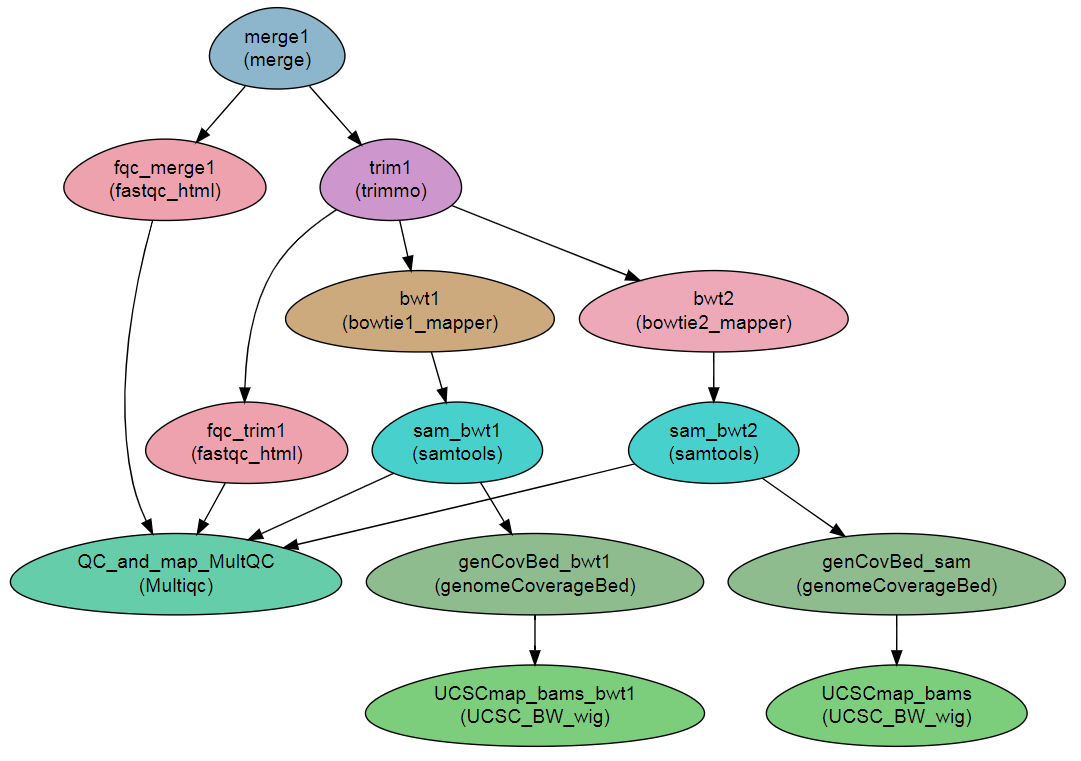 merge1
(merge)
fqc_merge1
(fastqc_html)
trim1
(trimmo)
bwt1
(bowtie1_mapper)
bwt2
(bowtie2_mapper)
fqc_trim1
(fastqc_html)
sam_bwt1
(samtools)
sam_bwt2
(samtools)
QC_and_map_MultQC
(Multiqc)
genCovBed_bwt1
(genomeCoverageBed)
genCovBed_sam
(genomeCoverageBed)
UCSCmap_bams_bwt1
(UCSC_BW_wig)
UCSCmap_bams
(UCSC_BW_wig)